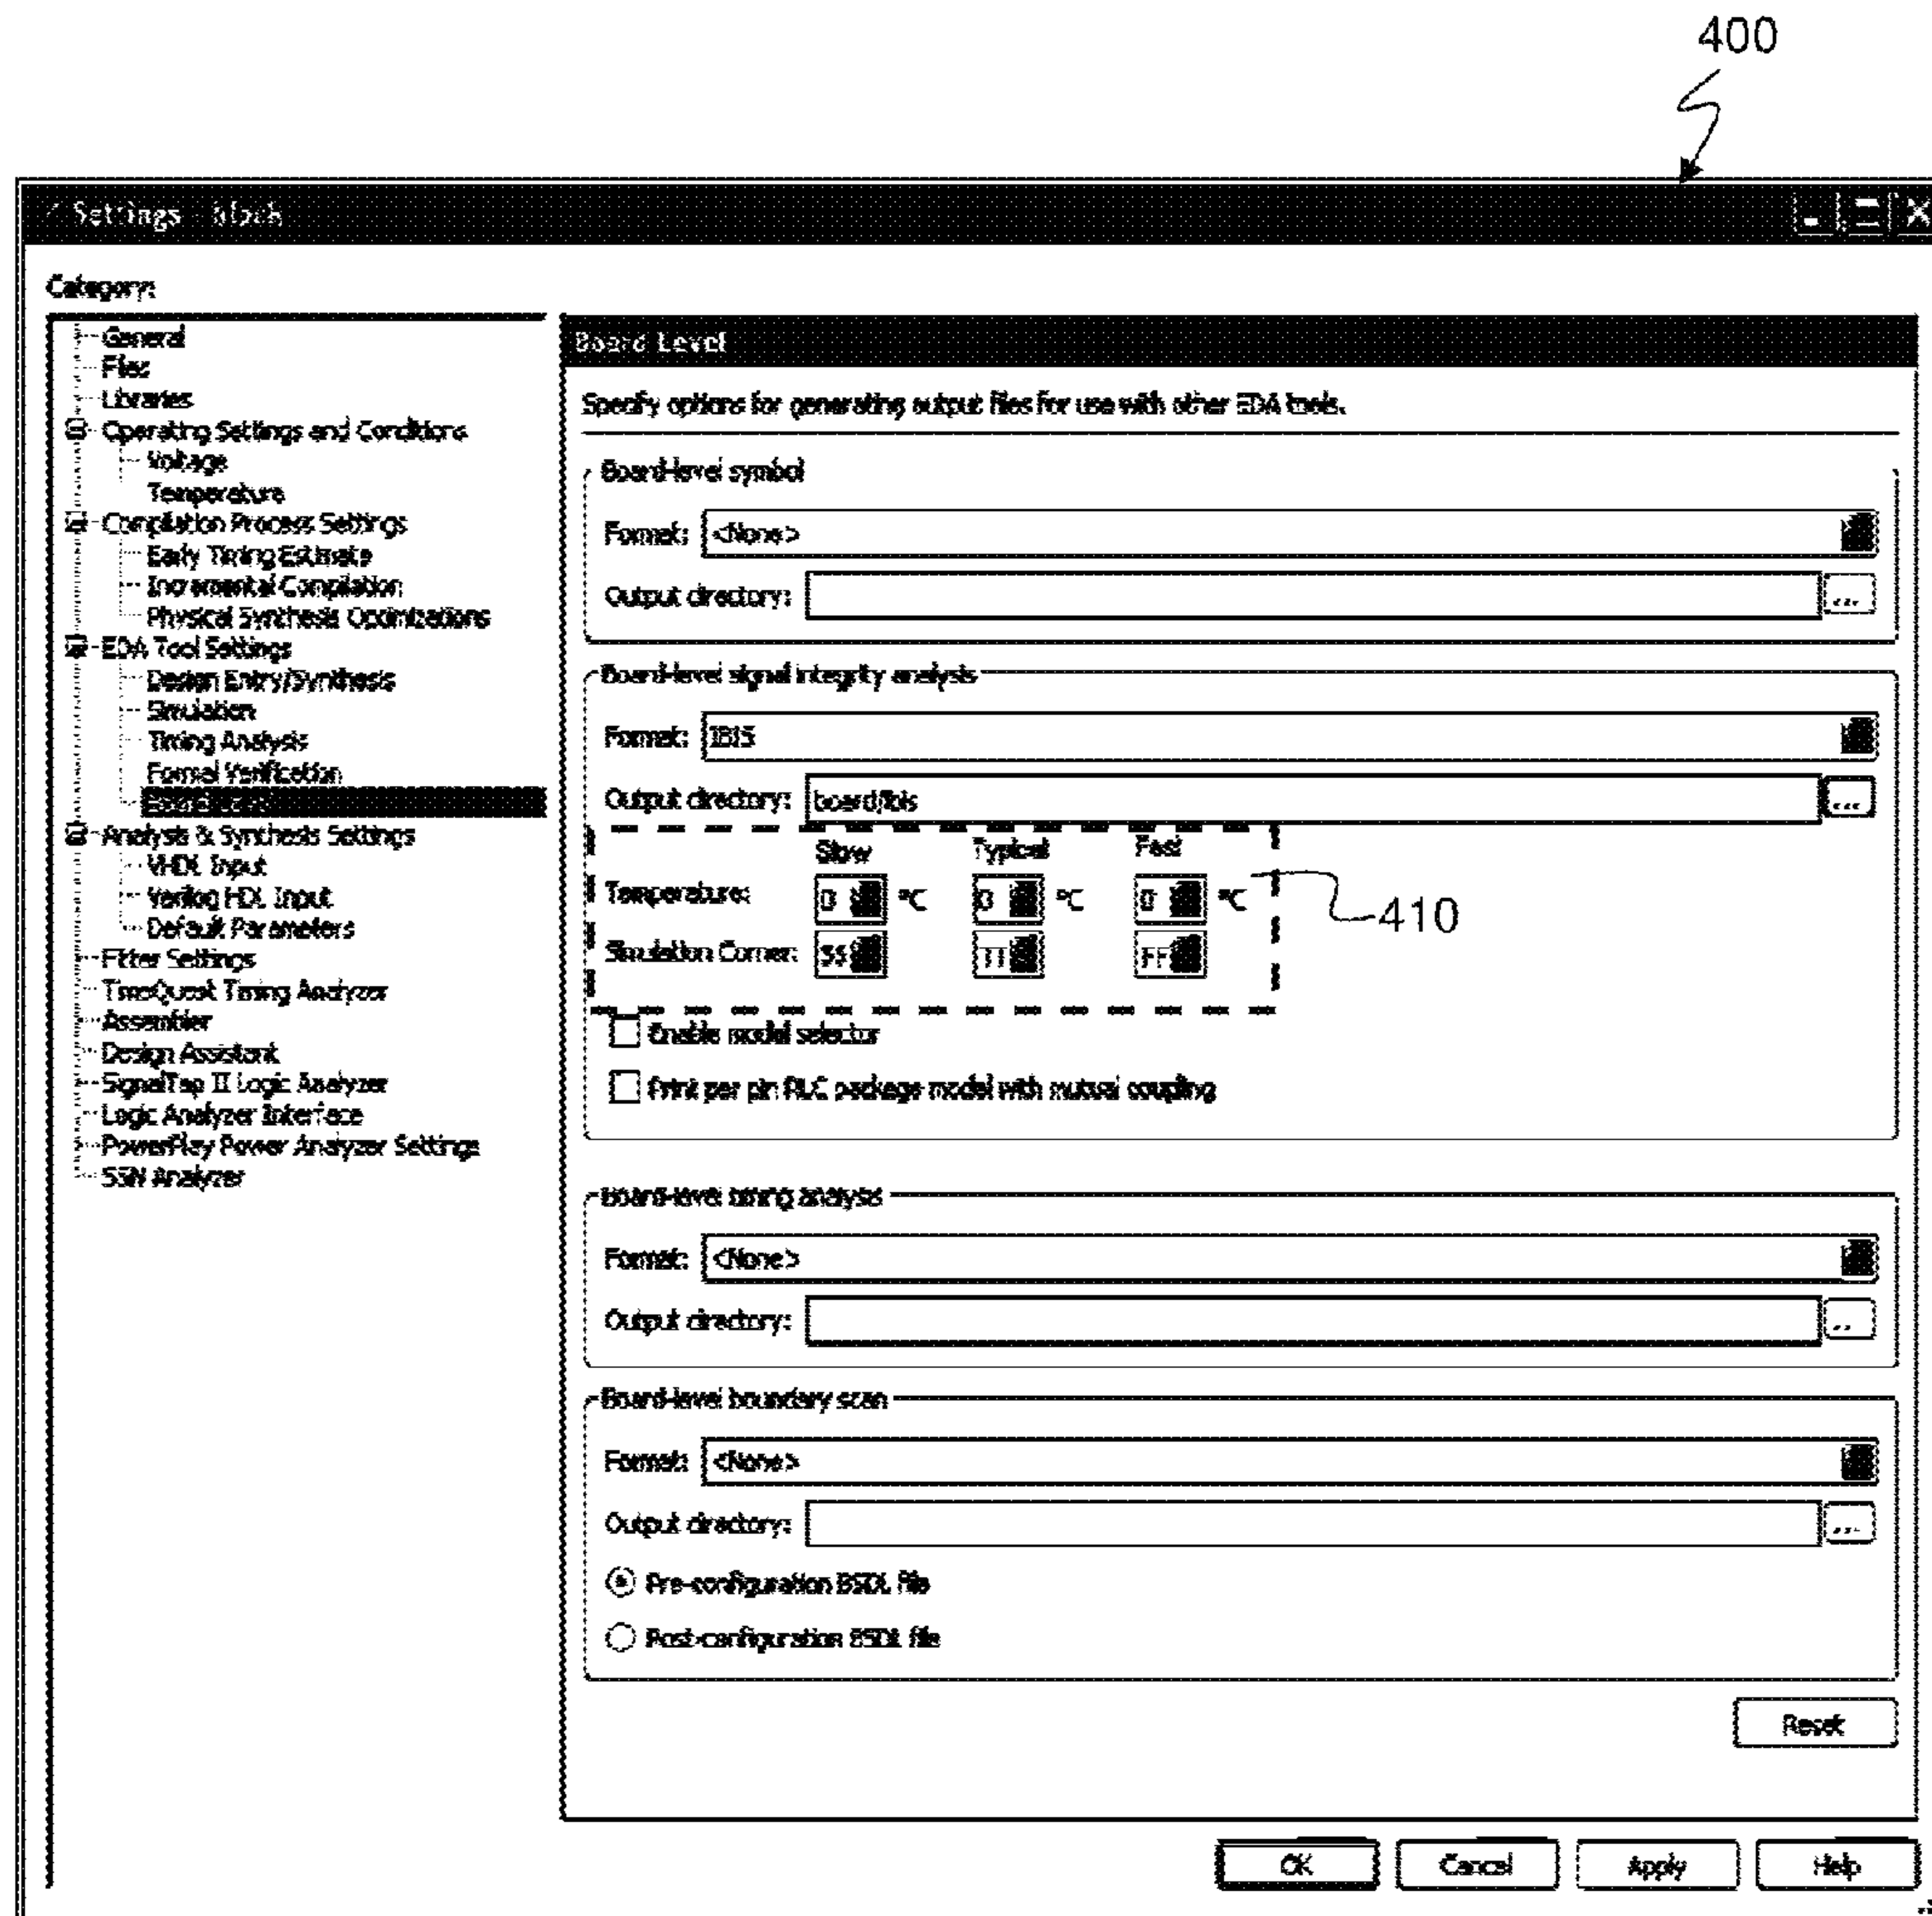 400
Settings - block
Category:
General
Files
Libraries
Operating Settings and Conditions
Voltage
Temperature
Compilation Process Settings
Early Timing Estimate
Incremental Compilation
Physical Synthesis Optimizations
EDA Tool Settings
Design Entry/Synthesis
Simulation
Timing Analysis
Formal Verification
Analysis & Synthesis Settings
VHDL Input
Verilog HDL Input
Default Parameters
Fitter Settings
TimeQuest Timing Analyzer
Assembler
Design Assistant
SignalTap II Logic Analyzer
Logic Analyzer Interface
PowerPlay Power Analyzer Settings
SSN Analyzer
Board Level
Specify options for generating output files for use with other EDA tools.
Board-level symbol
Format: <None>
Output directory: ...
Board-level signal integrity analysis
Format: IBIS
Output directory: board/ibis ...
Slow Typical Fast
Temperature: 0 °C 0 °C 0 °C
Simulation Corner: SS TT FF
410
Enable model selector
Print per pin RLC package model with mutual coupling
Board-level timing analysis
Format: <None>
Output directory: ...
Board-level boundary scan
Format: <None>
Output directory: ...
Pre-configuration BSDL file
Post-configuration BSDL file
Reset
OK Cancel Apply Help